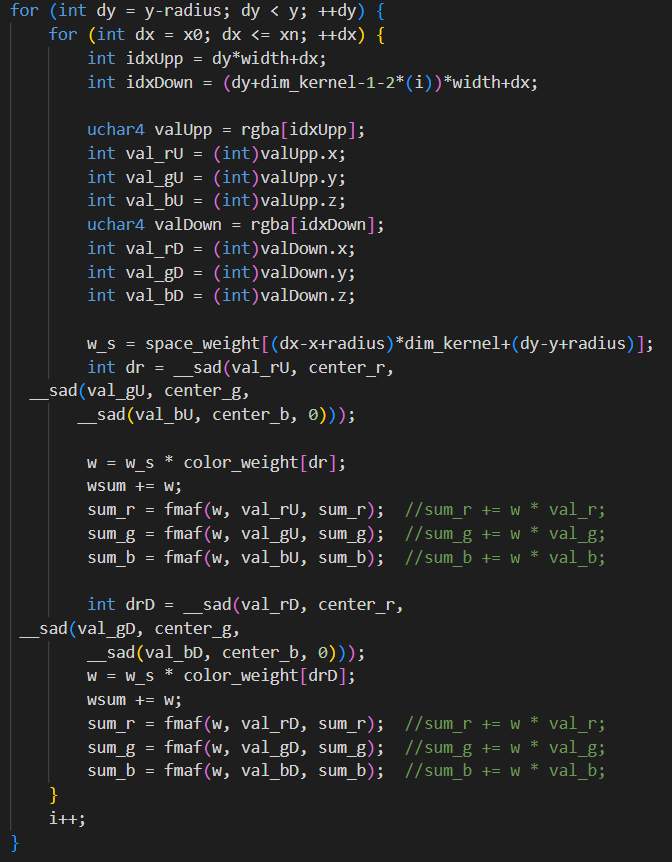 for (int dy = y-radius; dy < y; ++dy) {
    for (int dx = x0; dx <= xn; ++dx) {
        int idxUpp = dy*width+dx;
        int idxDown = (dy+dim_kernel-1-2*(i))*width+dx;

        uchar4 valUpp = rgba[idxUpp];
        int val_rU = (int)valUpp.x;
        int val_gU = (int)valUpp.y;
        int val_bU = (int)valUpp.z;
        uchar4 valDown = rgba[idxDown];
        int val_rD = (int)valDown.x;
        int val_gD = (int)valDown.y;
        int val_bD = (int)valDown.z;

        w_s = space_weight[(dx-x+radius)*dim_kernel+(dy-y+radius)];
        int dr = __sad(val_rU, center_r,
  __sad(val_gU, center_g,
       __sad(val_bU, center_b, 0)));

        w = w_s * color_weight[dr];
        wsum += w;
        sum_r = fmaf(w, val_rU, sum_r);  //sum_r += w * val_r;
        sum_g = fmaf(w, val_gU, sum_g);  //sum_g += w * val_g;
        sum_b = fmaf(w, val_bU, sum_b);  //sum_b += w * val_b;

        int drD = __sad(val_rD, center_r,
 __sad(val_gD, center_g,
        __sad(val_bD, center_b, 0)));
        w = w_s * color_weight[drD];
        wsum += w;
        sum_r = fmaf(w, val_rD, sum_r);  //sum_r += w * val_r;
        sum_g = fmaf(w, val_gD, sum_g);  //sum_g += w * val_g;
        sum_b = fmaf(w, val_bD, sum_b);  //sum_b += w * val_b;
    }
    i++;
}